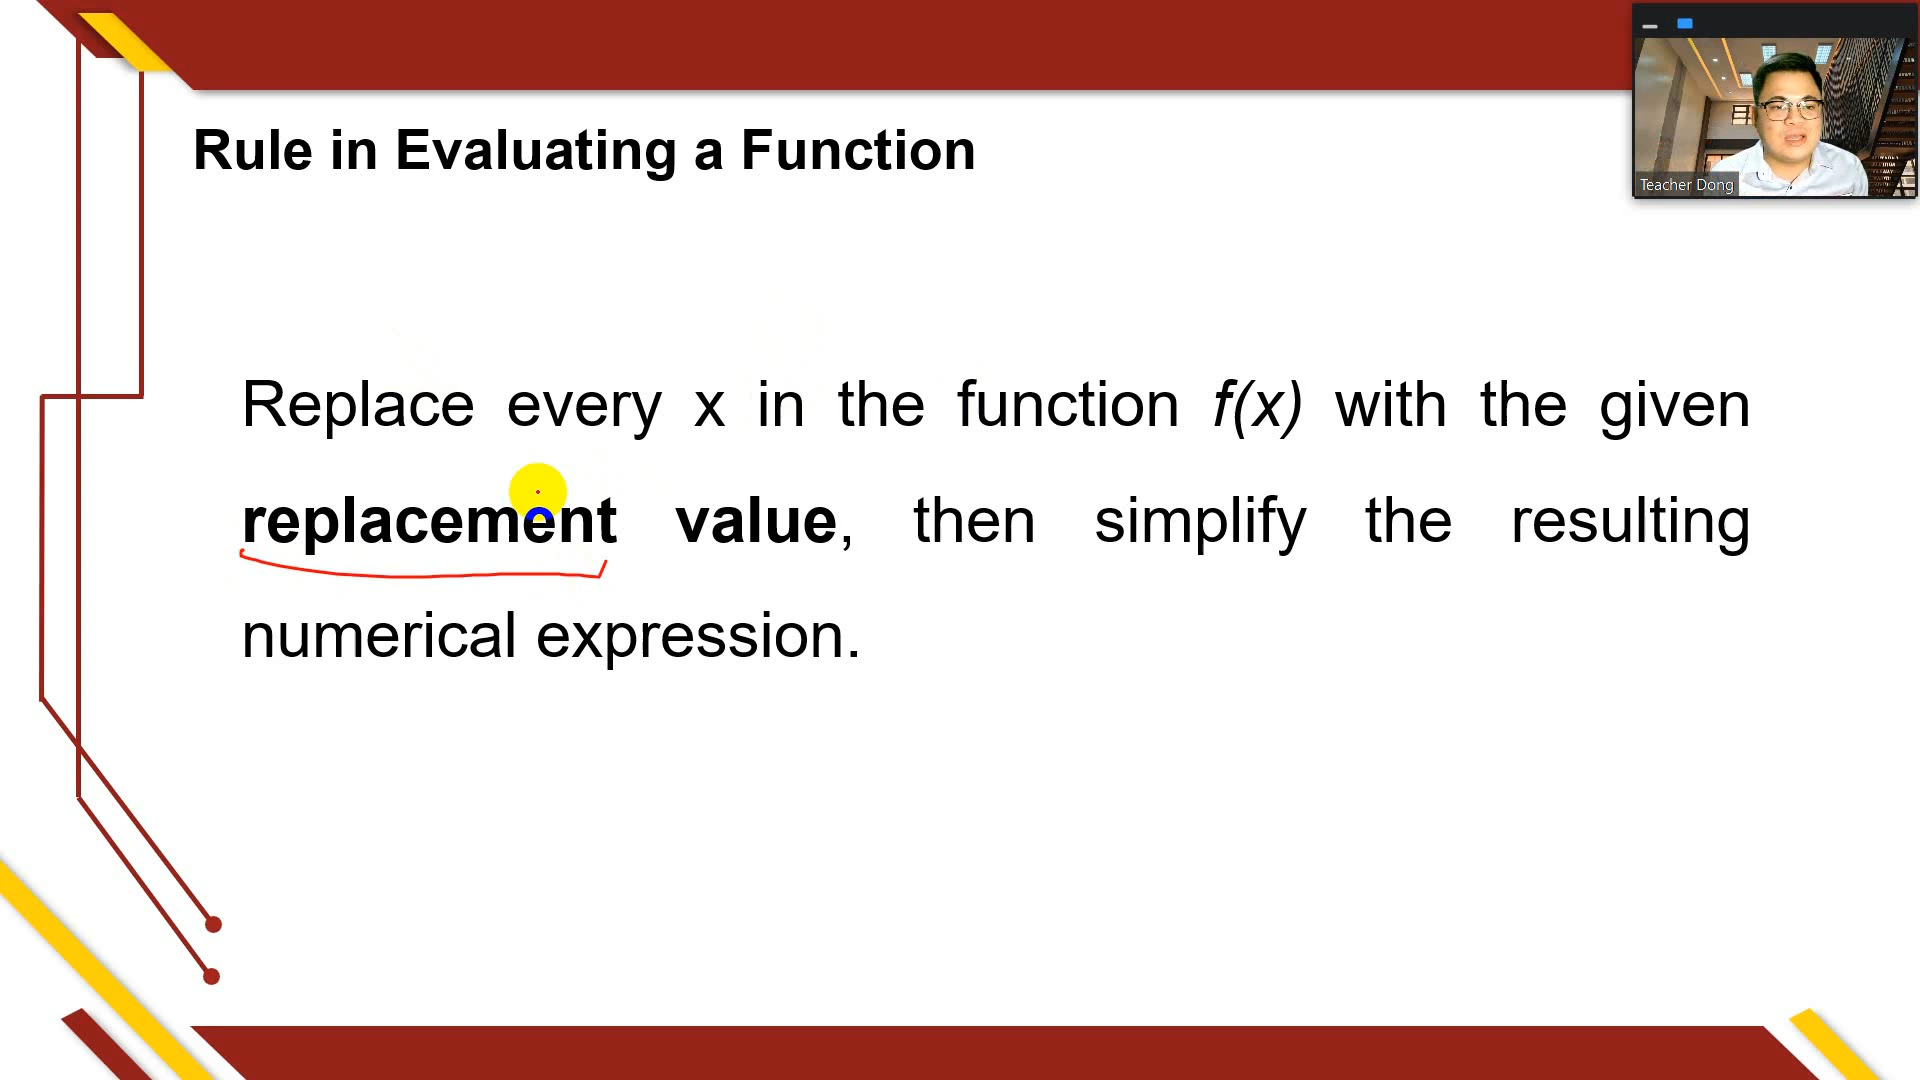 Teacher Dong
Rule in Evaluating a Function
Replace every x in the function f(x) with the given
replacement value, then simplify the resulting
numerical expression.